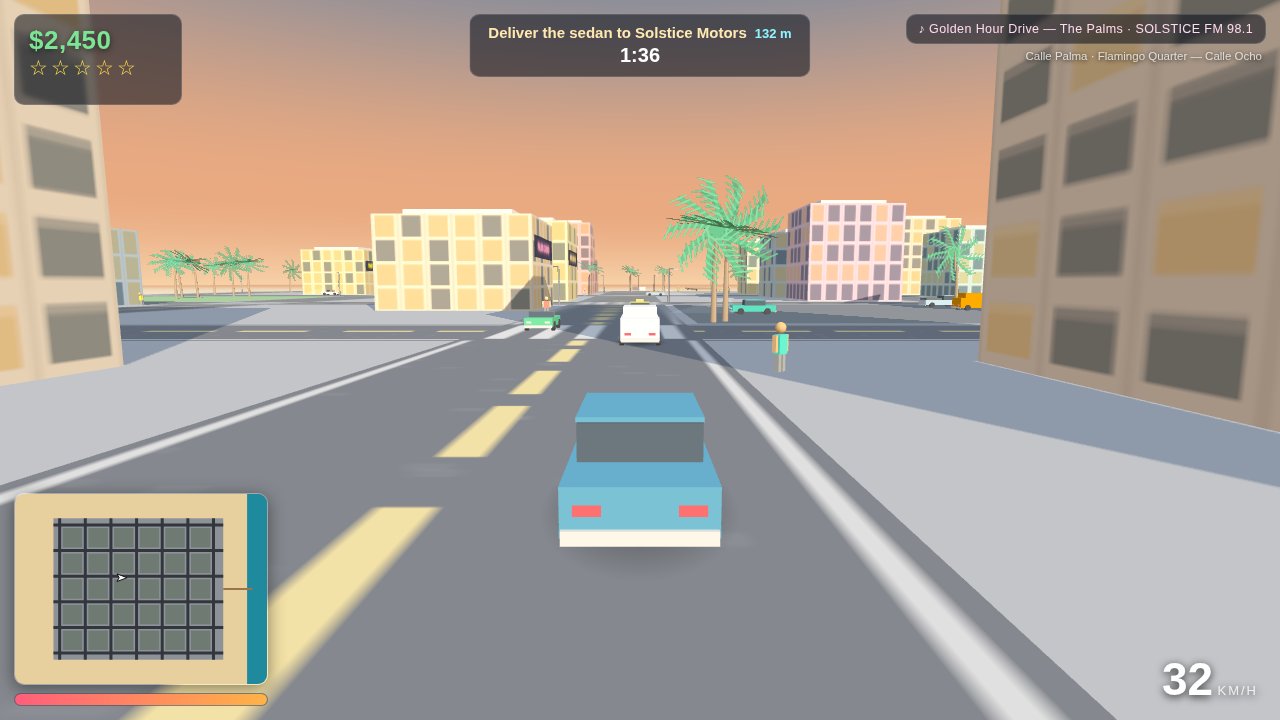 $2,450
☆☆☆☆☆
Deliver the sedan to Solstice Motors 132 m
1:36
♪ Golden Hour Drive — The Palms · SOLSTICE FM 98.1
Calle Palma · Flamingo Quarter — Calle Ocho
32 KM/H